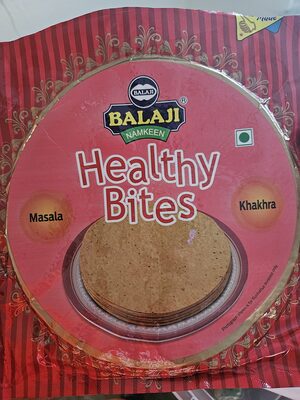 BALAJI
BALAJI
NAMKEEN
Healthy
Bites
Masala
Khakhra